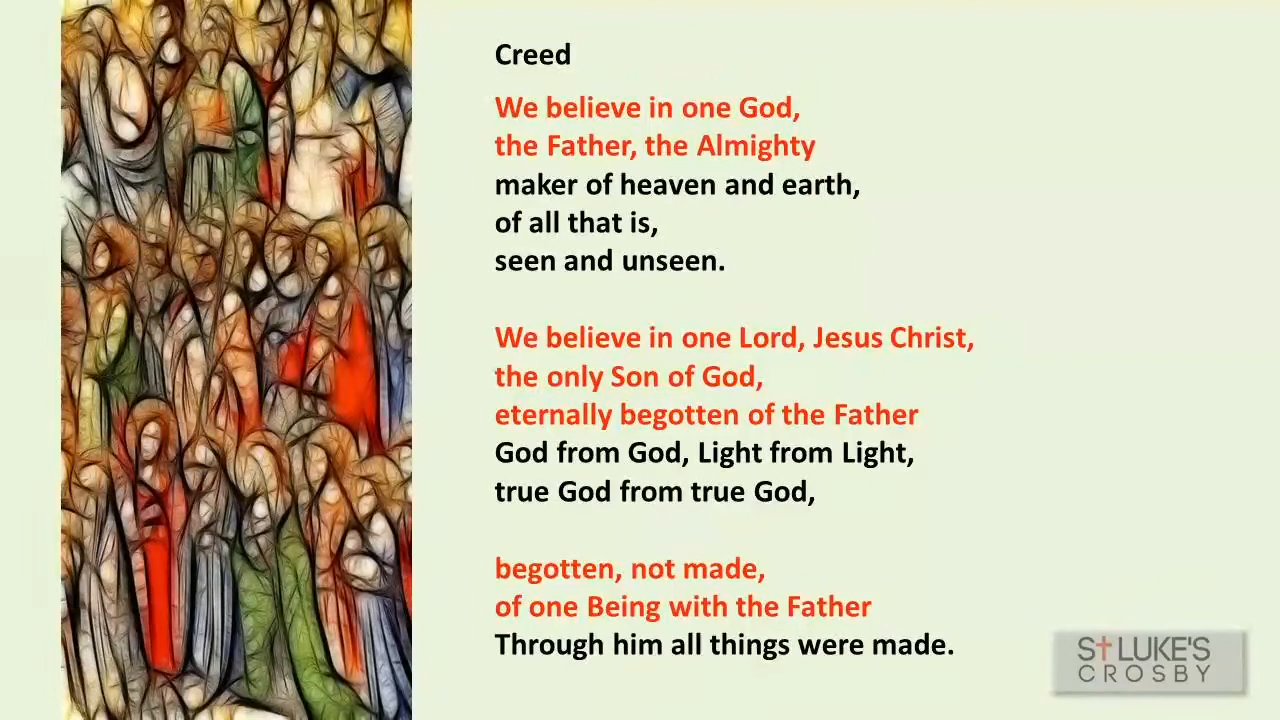 Creed
We believe in one God,
the Father, the Almighty
maker of heaven and earth,
of all that is,
seen and unseen.
We believe in one Lord, Jesus Christ,
the only Son of God,
eternally begotten of the Father
God from God, Light from Light,
true God from true God,
begotten, not made,
of one Being with the Father
Through him all things were made.
ST LUKE'S
CROSBY